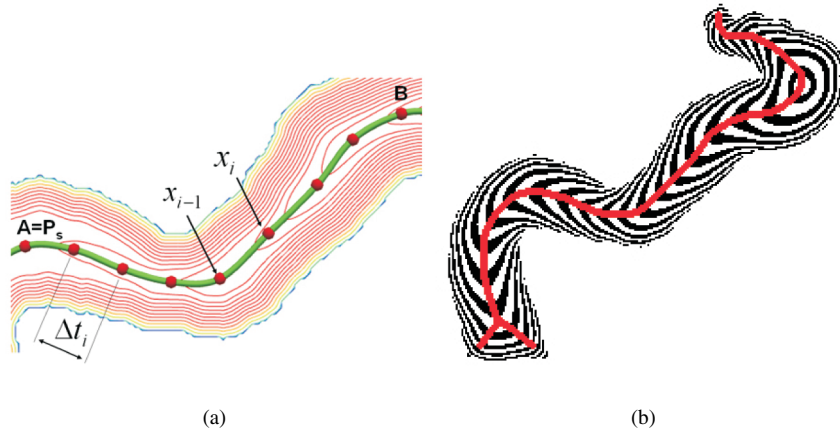 B
x_i
x_{i-1}
A=P_s
Δt_i
(a)
(b)